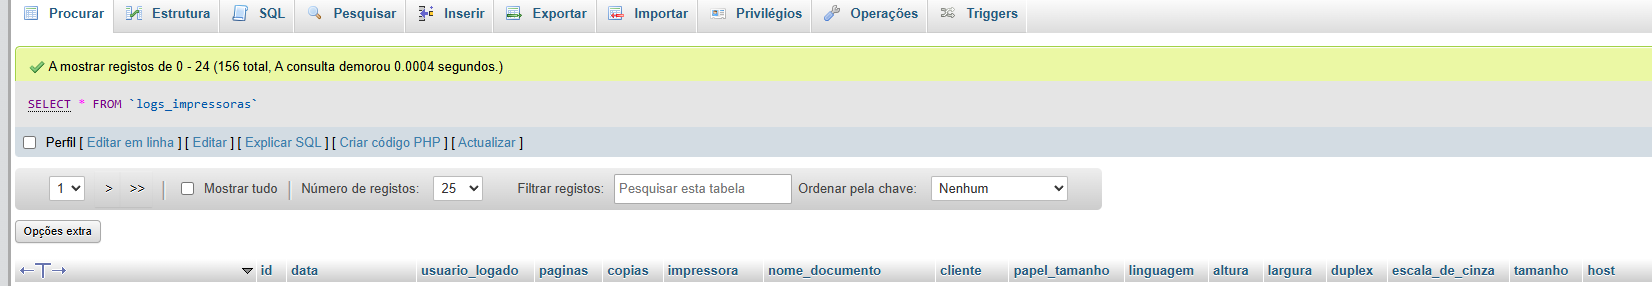 Procurar Estrutura SQL Pesquisar Inserir Exportar Importar Privilégios Operações Triggers
A mostrar registos de 0 - 24 (156 total, A consulta demorou 0.0004 segundos.)
SELECT * FROM `logs_impressoras`
Perfil [ Editar em linha ] [ Editar ] [ Explicar SQL ] [ Criar código PHP ] [ Actualizar ]
1 > >> | Mostrar tudo | Número de registos: 25 Filtrar registos: Pesquisar esta tabela Ordenar pela chave: Nenhum
Opções extra
←T→ id data usuario_logado paginas copias impressora nome_documento cliente papel_tamanho linguagem altura largura duplex escala_de_cinza tamanho host